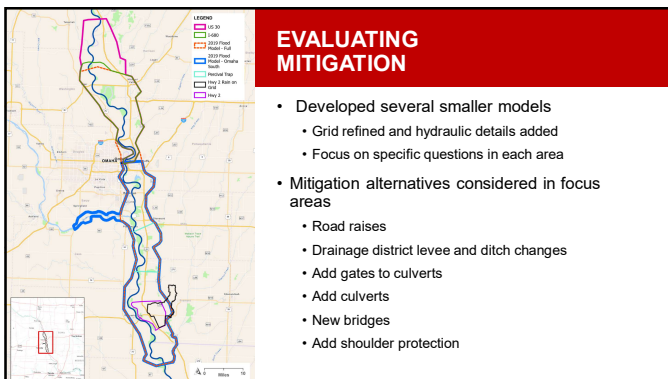 LEGEND
US 30
I-680
2019 Flood
Model - Full
2019 Flood
Model - Omaha
South
Percival Trap
Hwy 2 Rain on
Grid
Hwy 2
OMAHA
Miles
EVALUATING
MITIGATION
• Developed several smaller models
• Grid refined and hydraulic details added
• Focus on specific questions in each area
• Mitigation alternatives considered in focus
areas
• Road raises
• Drainage district levee and ditch changes
• Add gates to culverts
• Add culverts
• New bridges
• Add shoulder protection